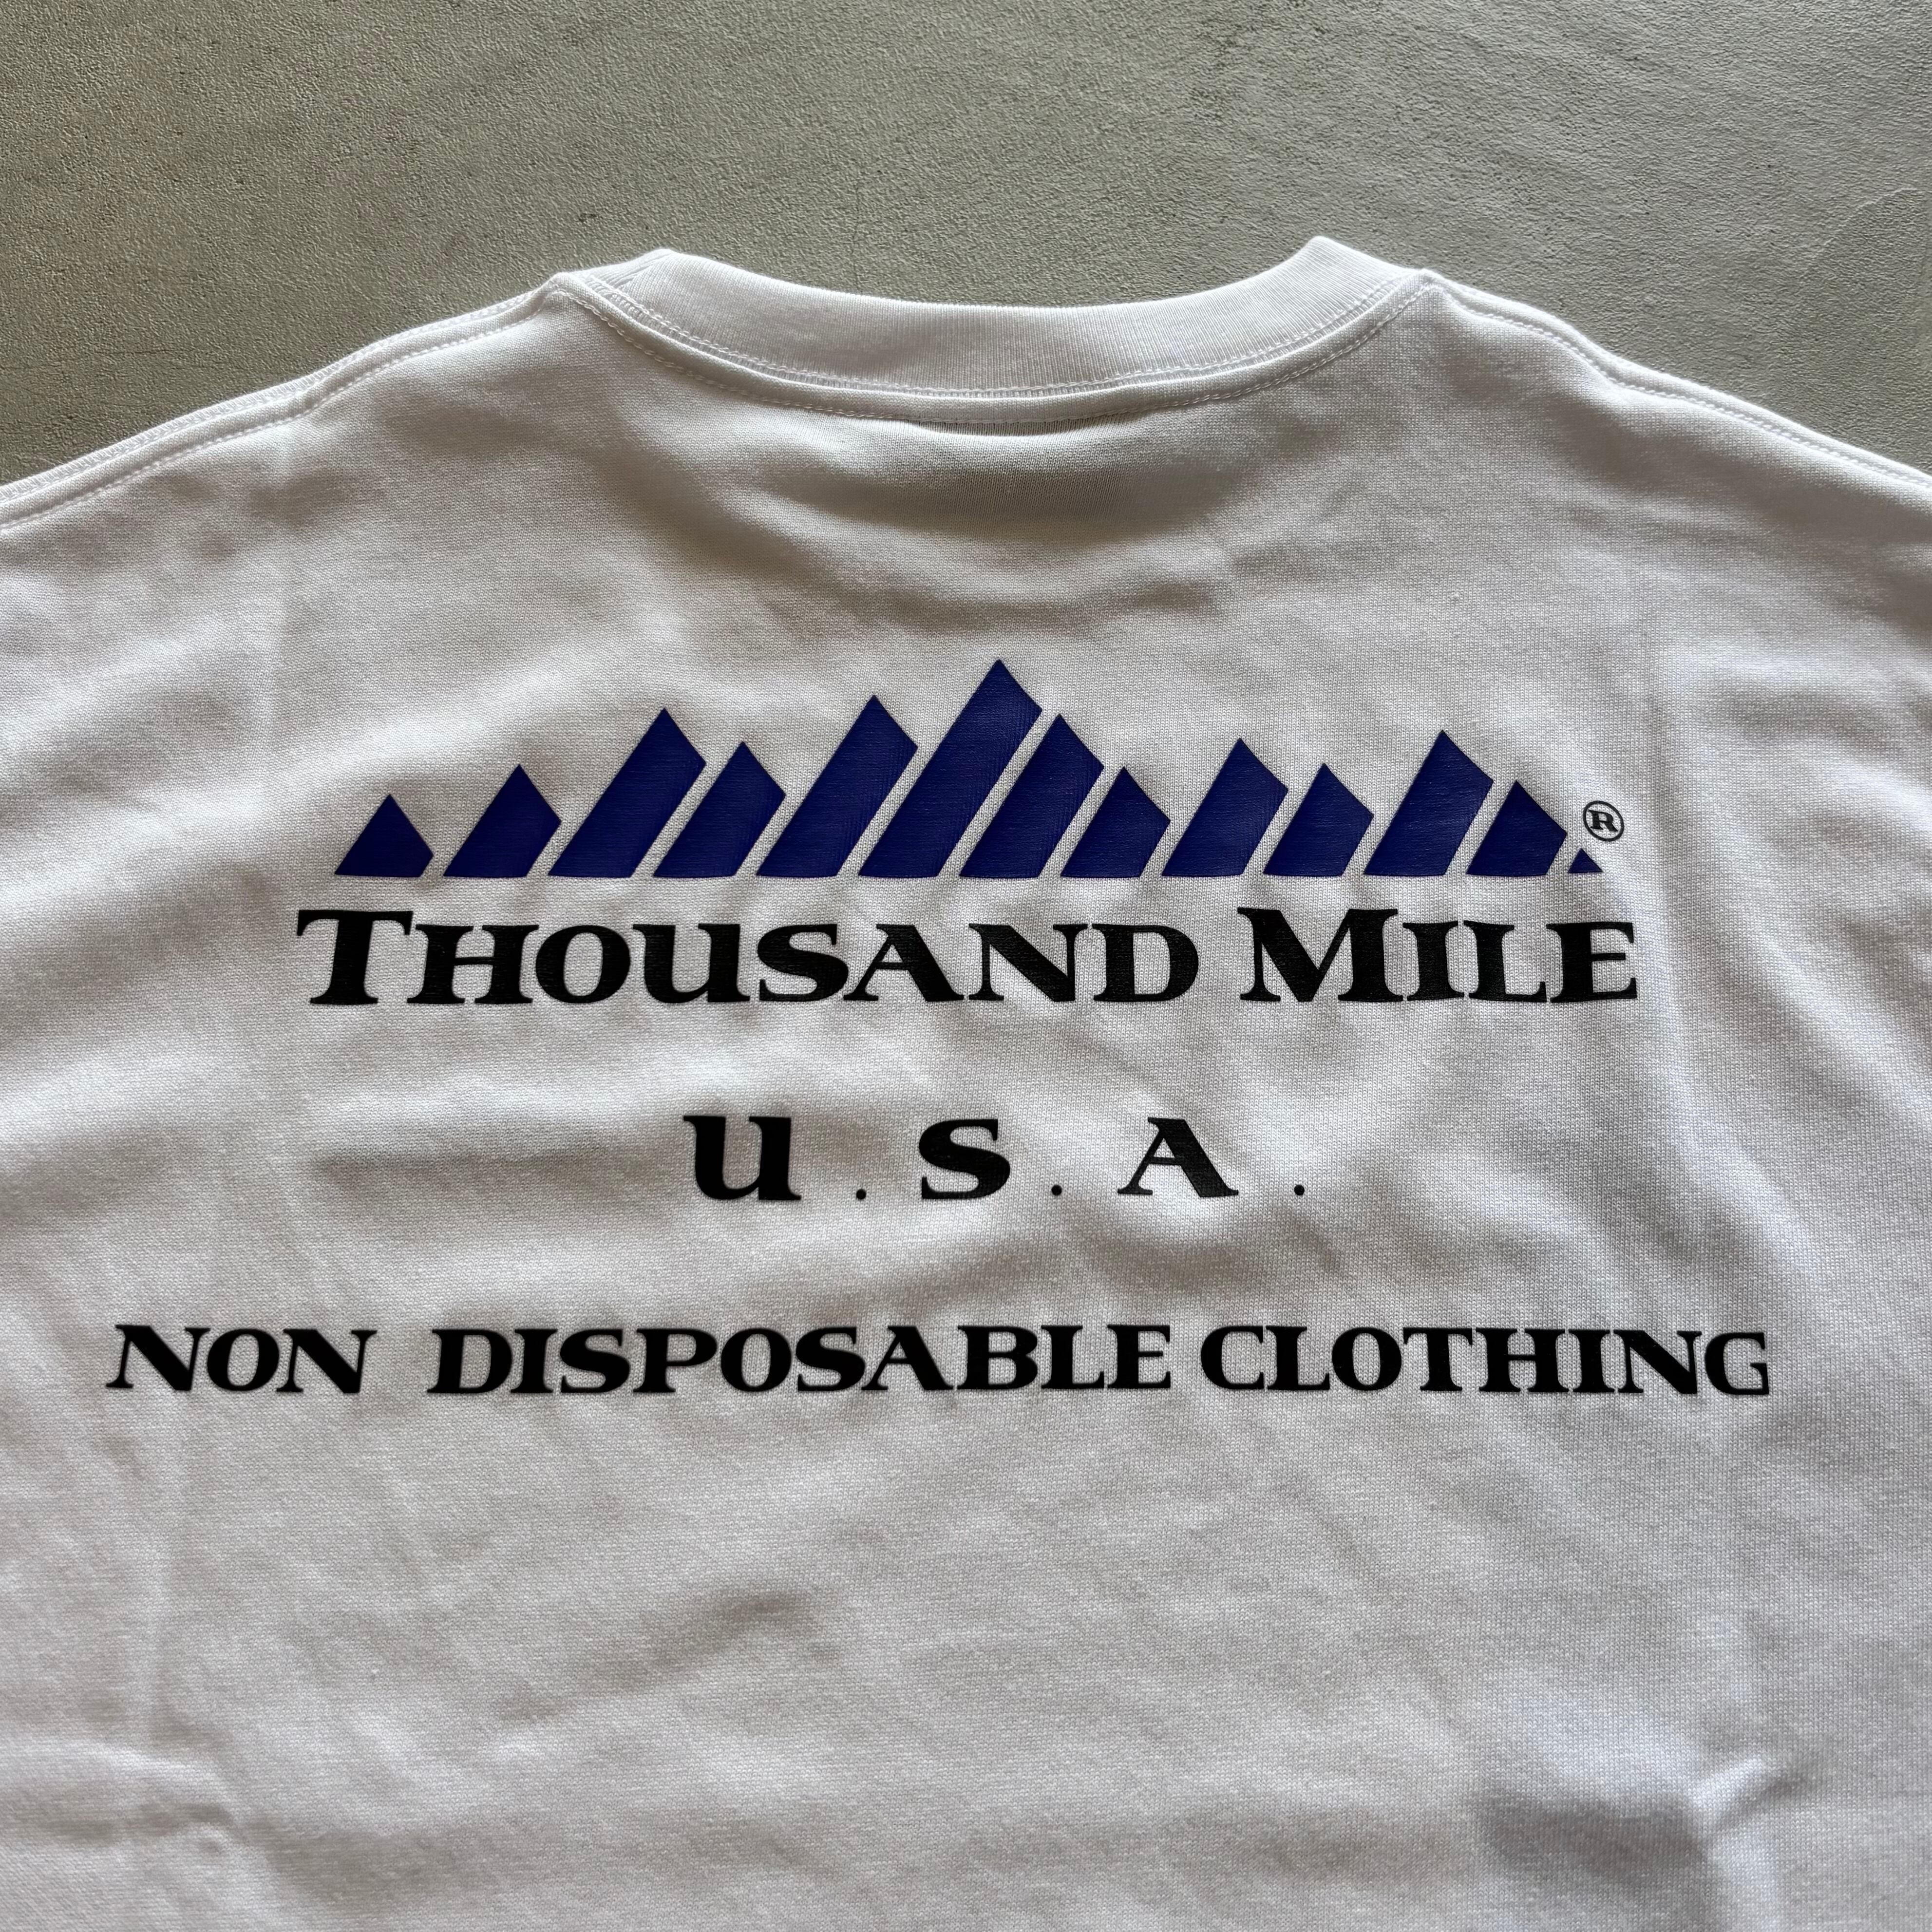 ®
THOUSAND MILE
U.S.A.
NON DISPOSABLE CLOTHING